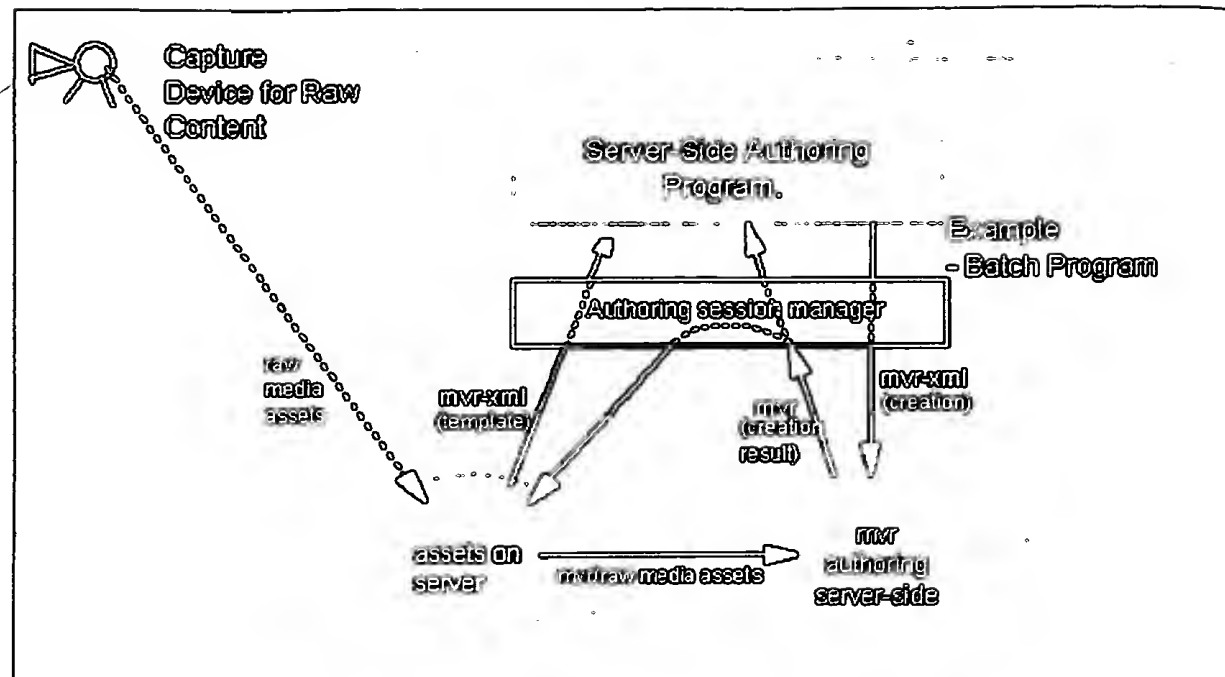 Capture
Device for Raw
Content
Server-Side Authoring
Program.
Example
- Batch Program
Authoring session manager
raw
media
assets
mvr-xml
(template)
mvr
(creation
result)
mvr-xml
(creation)
assets on
server
mvr/raw media assets
mvr
authoring
server-side